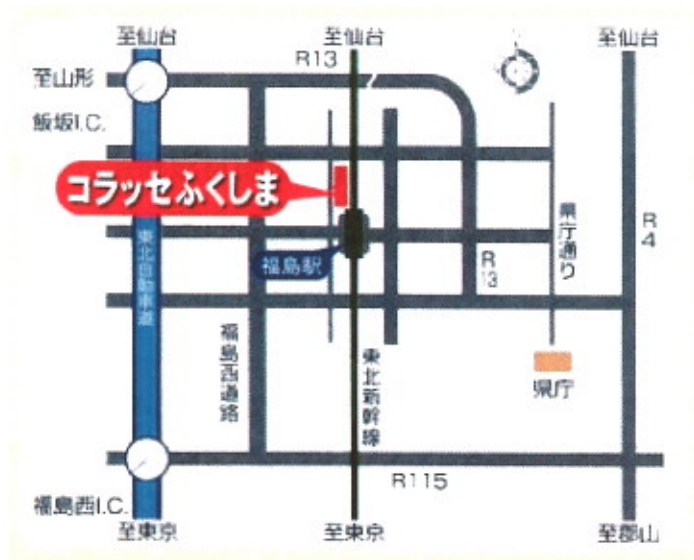 至仙台
至仙台
至仙台
R13
至山形
飯坂I.C.
コラッセふくしま
県庁通り
R4
東北自動車道
福島駅
R13
福島西道路
東北新幹線
県庁
R115
福島西I.C.
至東京
至東京
至郡山